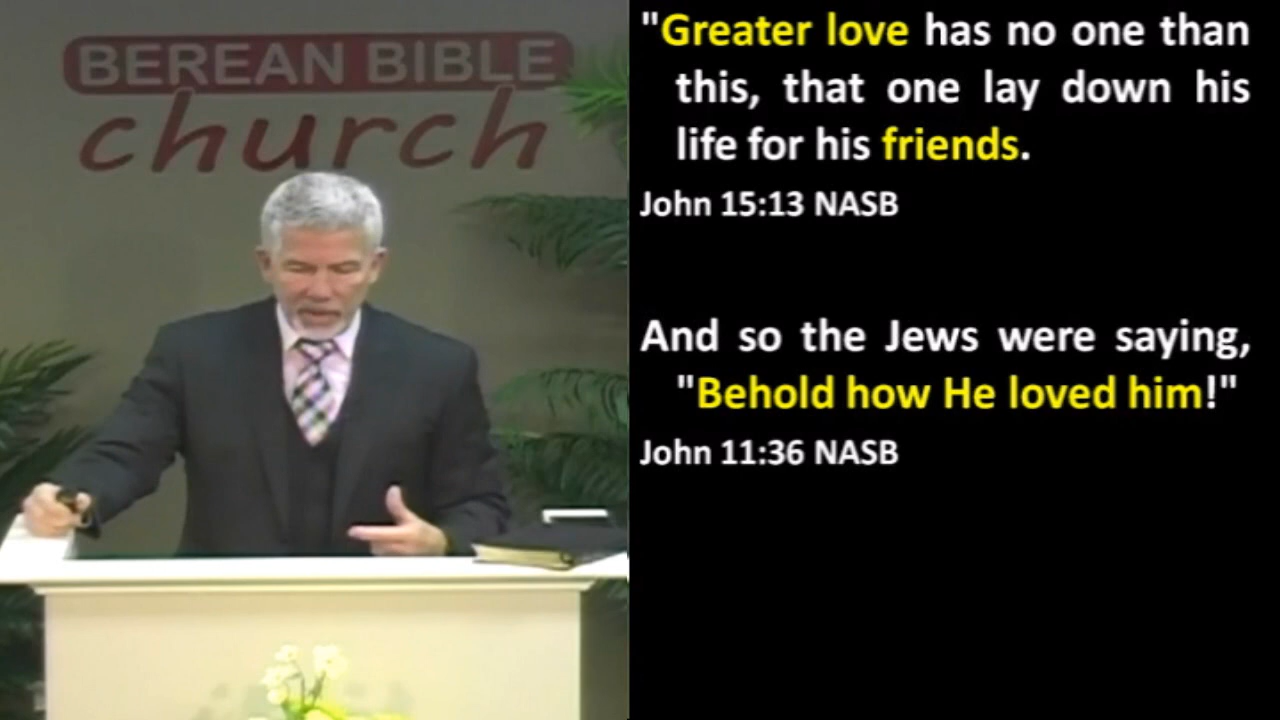 BEREAN BIBLE
church
"Greater love has no one than
this, that one lay down his
life for his friends.
John 15:13 NASB
And so the Jews were saying,
"Behold how He loved him!"
John 11:36 NASB